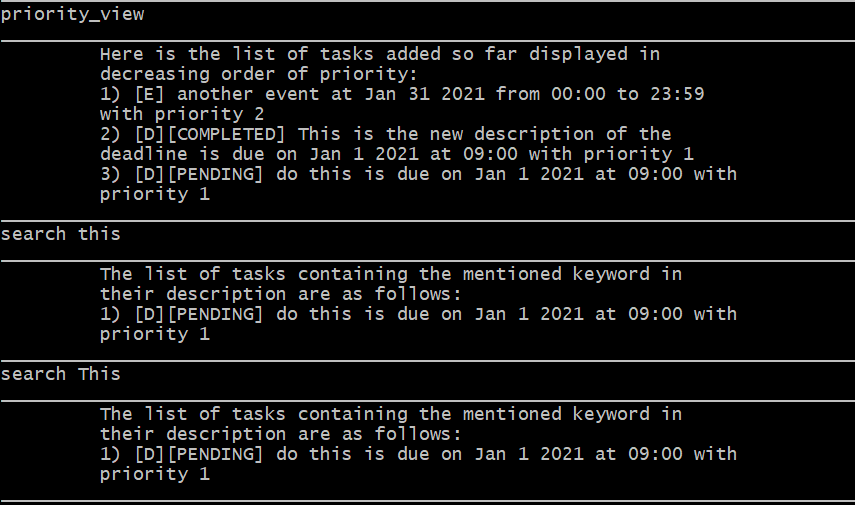 priority_view
Here is the list of tasks added so far displayed in
decreasing order of priority:
1) [E] another event at Jan 31 2021 from 00:00 to 23:59
with priority 2
2) [D][COMPLETED] This is the new description of the
deadline is due on Jan 1 2021 at 09:00 with priority 1
3) [D][PENDING] do this is due on Jan 1 2021 at 09:00 with
priority 1
search this
The list of tasks containing the mentioned keyword in
their description are as follows:
1) [D][PENDING] do this is due on Jan 1 2021 at 09:00 with
priority 1
search This
The list of tasks containing the mentioned keyword in
their description are as follows:
1) [D][PENDING] do this is due on Jan 1 2021 at 09:00 with
priority 1